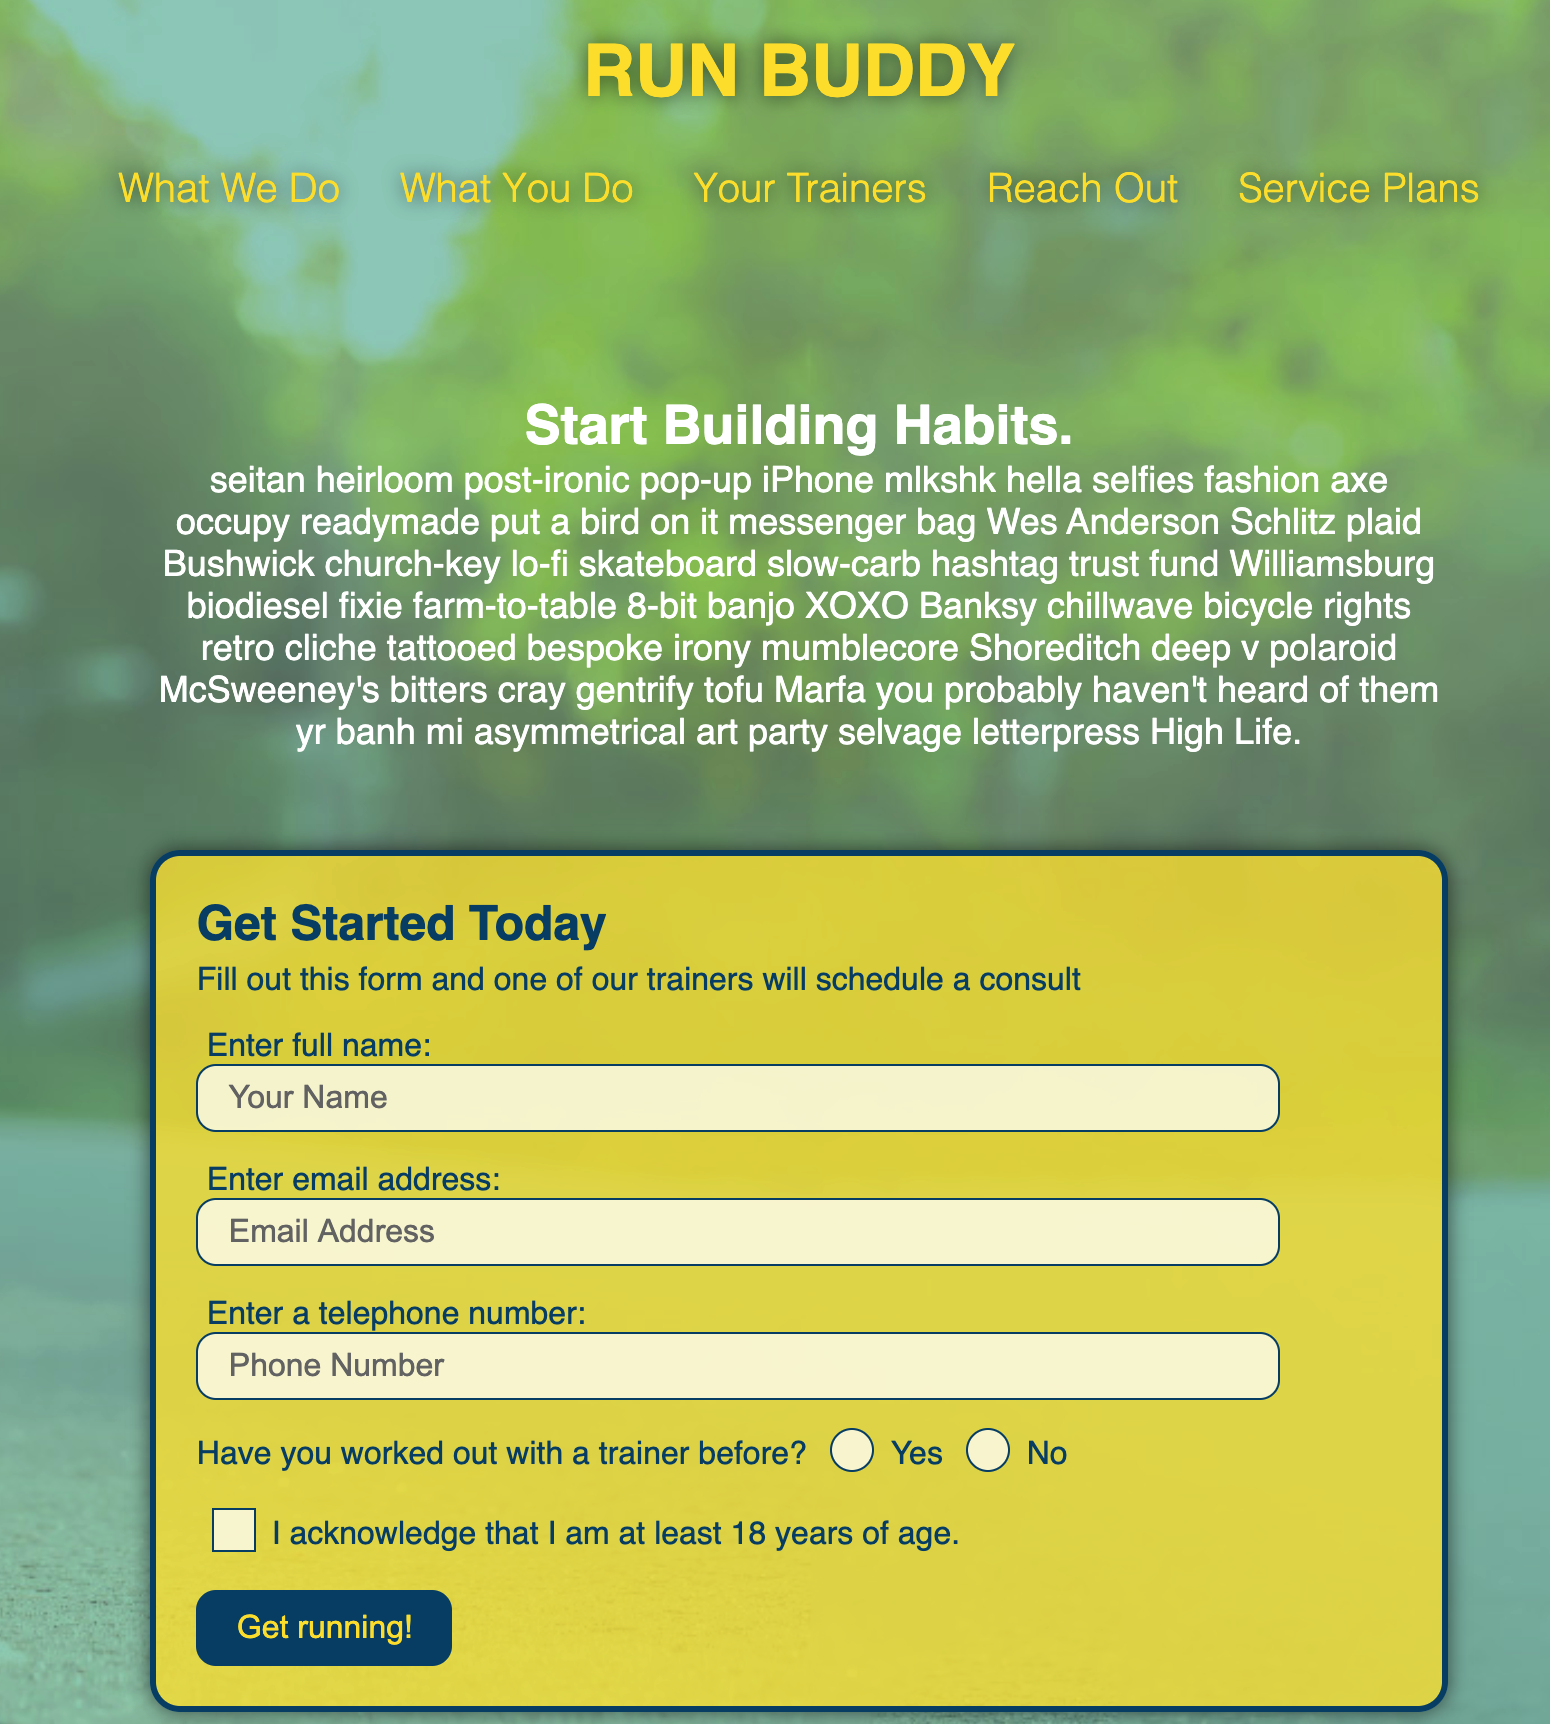 RUN BUDDY
What We Do What You Do Your Trainers Reach Out Service Plans
Start Building Habits.
seitan heirloom post-ironic pop-up iPhone mlkshk hella selfies fashion axe
occupy readymade put a bird on it messenger bag Wes Anderson Schlitz plaid
Bushwick church-key lo-fi skateboard slow-carb hashtag trust fund Williamsburg
biodiesel fixie farm-to-table 8-bit banjo XOXO Banksy chillwave bicycle rights
retro cliche tattooed bespoke irony mumblecore Shoreditch deep v polaroid
McSweeney's bitters cray gentrify tofu Marfa you probably haven't heard of them
yr banh mi asymmetrical art party selvage letterpress High Life.
Get Started Today
Fill out this form and one of our trainers will schedule a consult
Enter full name:
Your Name
Enter email address:
Email Address
Enter a telephone number:
Phone Number
Have you worked out with a trainer before? Yes No
I acknowledge that I am at least 18 years of age.
Get running!